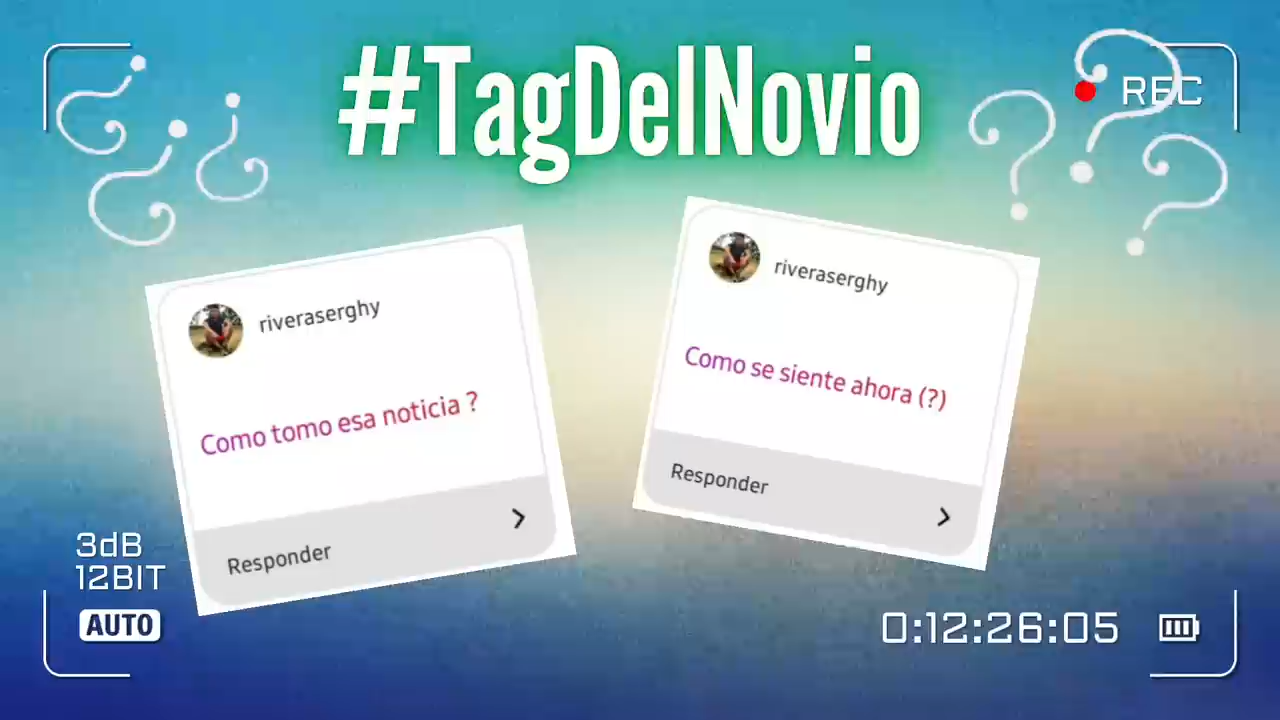 #TagDelNovio
REC
riveraserghy
Como tomo esa noticia ?
Responder
riveraserghy
Como se siente ahora (?)
Responder
3dB
12BIT
AUTO
0:12:26:05